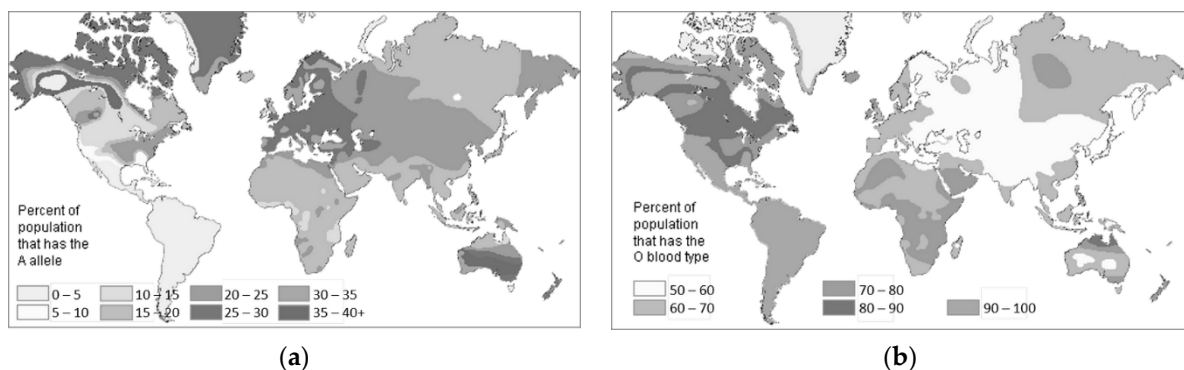 Percent of
population
that has the
A allele
0 – 5
10 – 15
20 – 25
30 – 35
5 – 10
15 – 20
25 – 30
35 – 40+
Percent of
population
that has the
O blood type
50 – 60
70 – 80
60 – 70
80 – 90
90 – 100
(a)
(b)